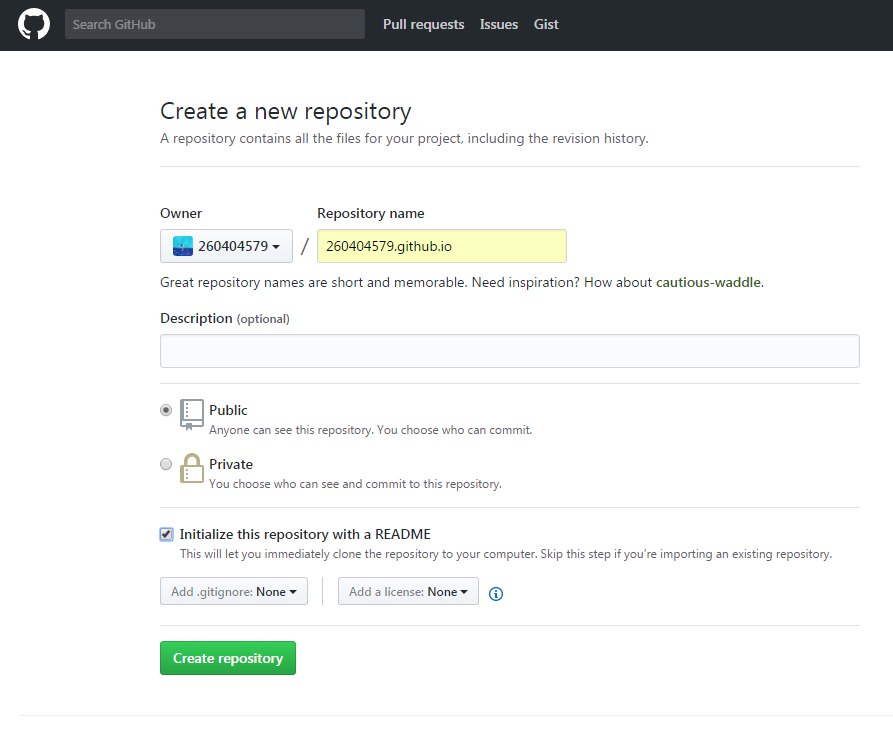 Search GitHub Pull requests Issues Gist
Create a new repository
A repository contains all the files for your project, including the revision history.
Owner Repository name
260404579 / 260404579.github.io
Great repository names are short and memorable. Need inspiration? How about cautious-waddle.
Description (optional)
Public
Anyone can see this repository. You choose who can commit.
Private
You choose who can see and commit to this repository.
Initialize this repository with a README
This will let you immediately clone the repository to your computer. Skip this step if you’re importing an existing repository.
Add .gitignore: None Add a license: None
Create repository